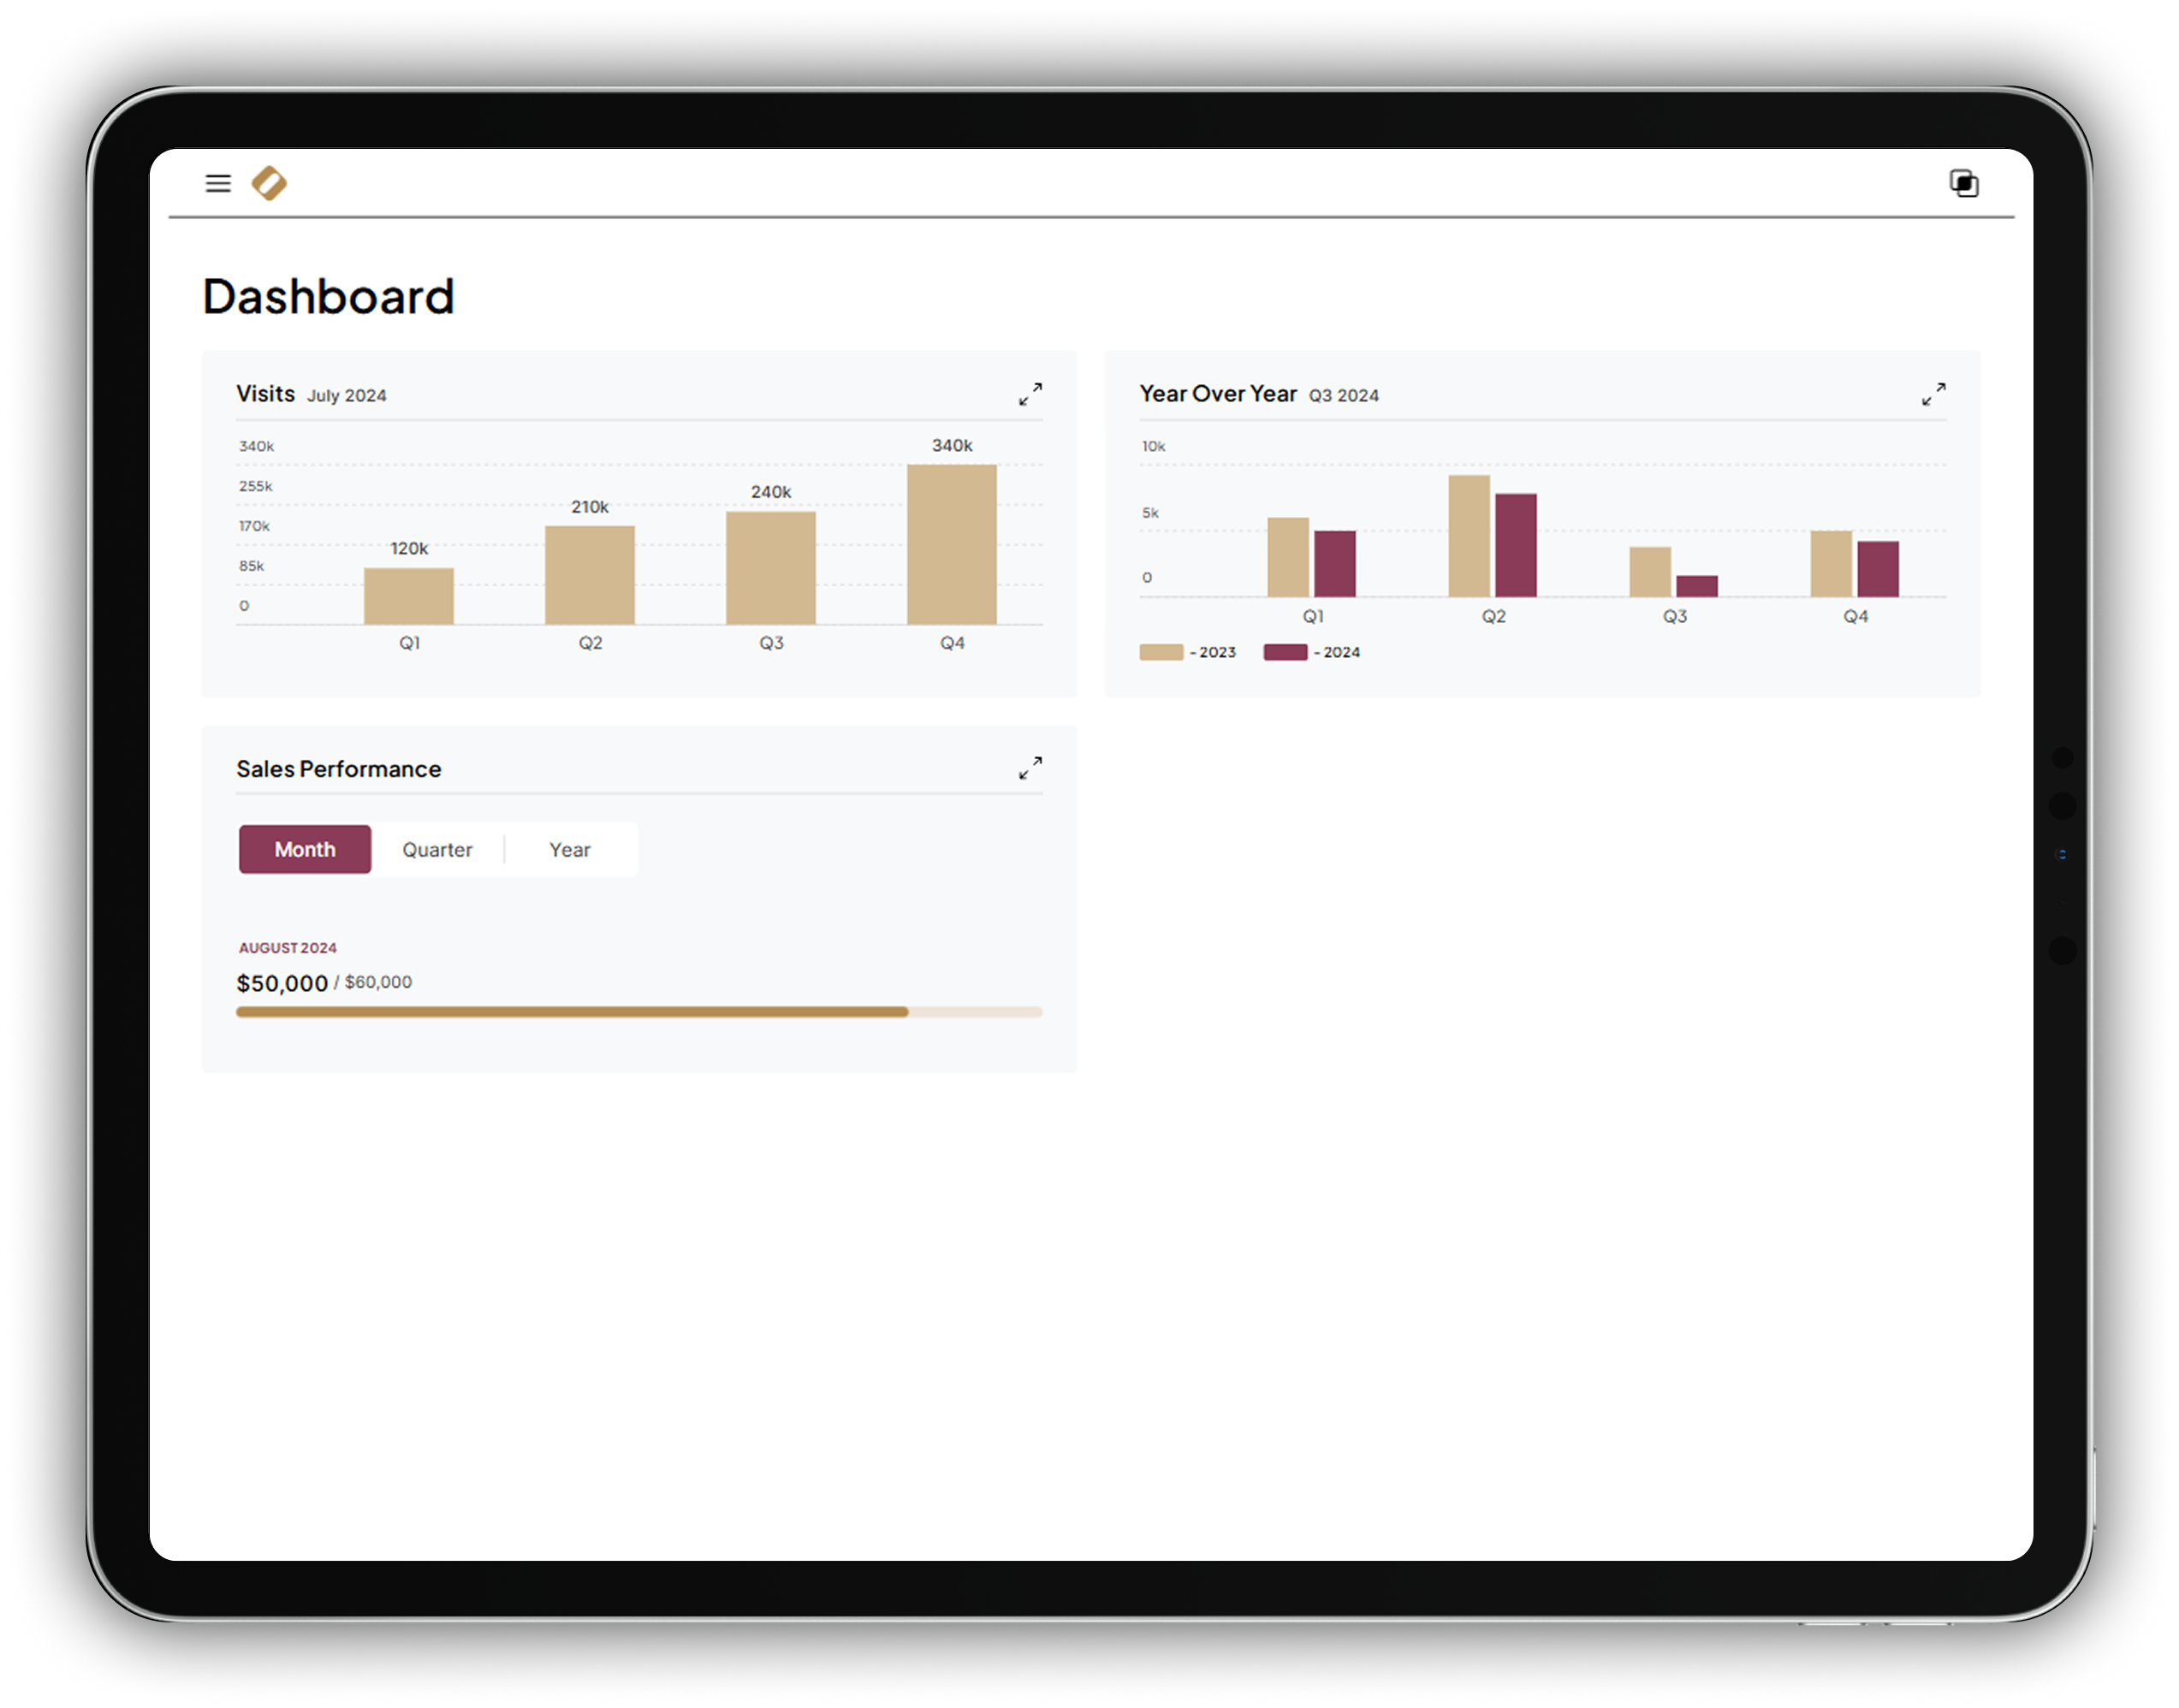 Dashboard
Visits July 2024
340k
255k
170k
85k
0
120k
210k
240k
340k
Q1 Q2 Q3 Q4
Year Over Year Q3 2024
10k
5k
0
Q1 Q2 Q3 Q4
- 2023 - 2024
Sales Performance
Month Quarter Year
AUGUST 2024
$50,000 / $60,000